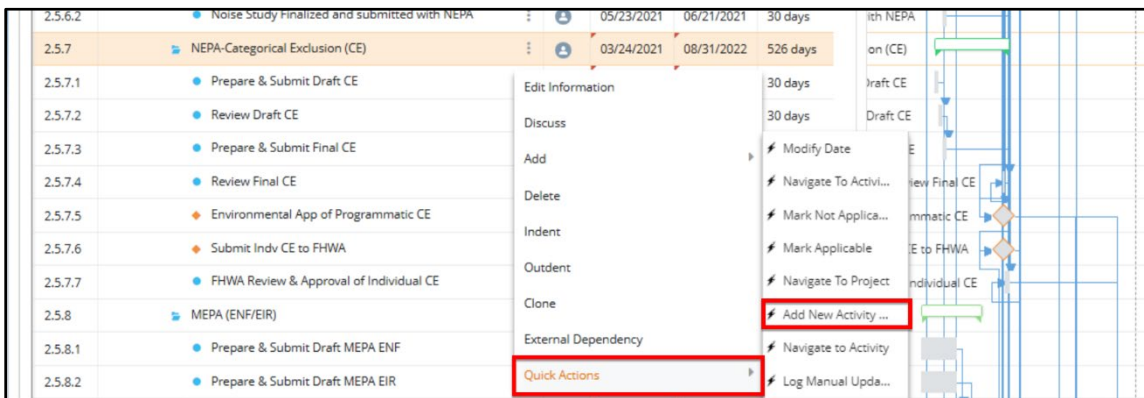 2.5.6.2 Noise Study Finalized and submitted with NEPA 05/23/2021 06/21/2021 30 days ith NEPA
2.5.7 NEPA-Categorical Exclusion (CE) 03/24/2021 08/31/2022 526 days on (CE)
2.5.7.1 Prepare & Submit Draft CE 30 days Draft CE
2.5.7.2 Review Draft CE 30 days Draft CE
2.5.7.3 Prepare & Submit Final CE E
2.5.7.4 Review Final CE iew Final CE
2.5.7.5 Environmental App of Programmatic CE mmatic CE
2.5.7.6 Submit Indv CE to FHWA CE to FHWA
2.5.7.7 FHWA Review & Approval of Individual CE ndividual CE
2.5.8 MEPA (ENF/EIR)
2.5.8.1 Prepare & Submit Draft MEPA ENF
2.5.8.2 Prepare & Submit Draft MEPA EIR
Edit Information
Discuss
Add
Delete
Indent
Outdent
Clone
External Dependency
Quick Actions
Modify Date
Navigate To Activi...
Mark Not Applica...
Mark Applicable
Navigate To Project
Add New Activity ...
Navigate to Activity
Log Manual Upda...